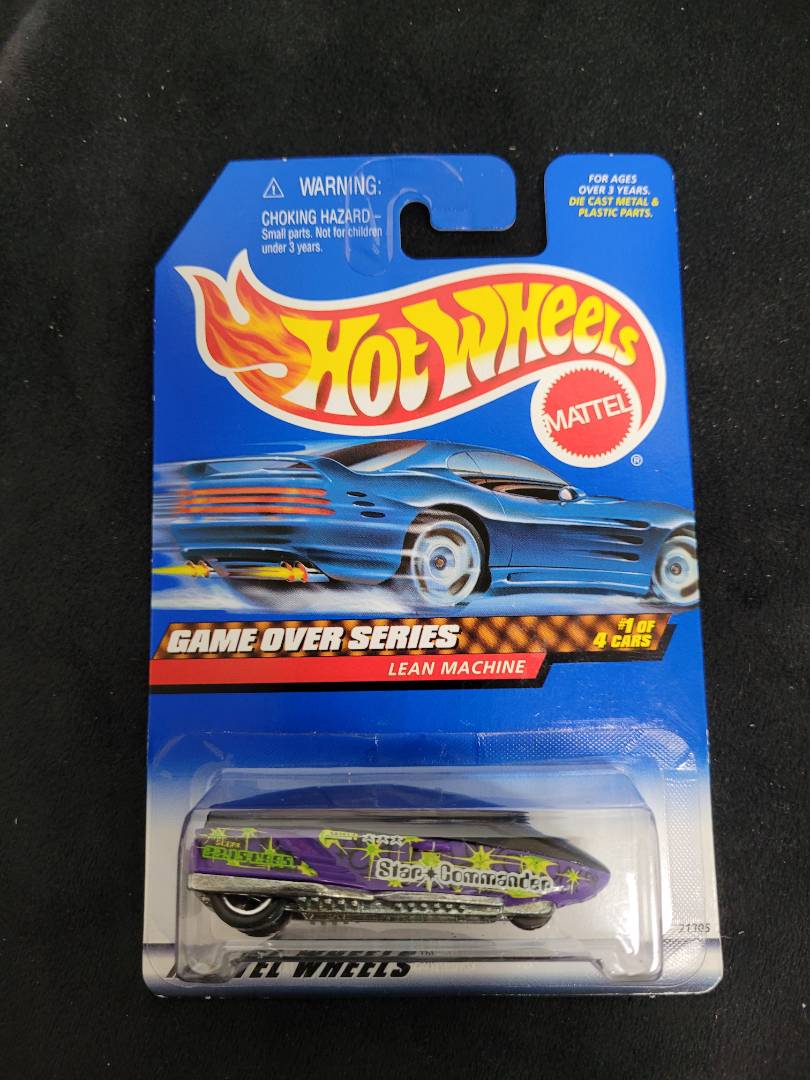 WARNING:
CHOKING HAZARD –
Small parts. Not for children
under 3 years.
FOR AGES
OVER 3 YEARS.
DIE CAST METAL &
PLASTIC PARTS.
HOT WHEELS
MATTEL
®
GAME OVER SERIES
#1 OF
4 CARS
LEAN MACHINE
Star Commander
WHEELS